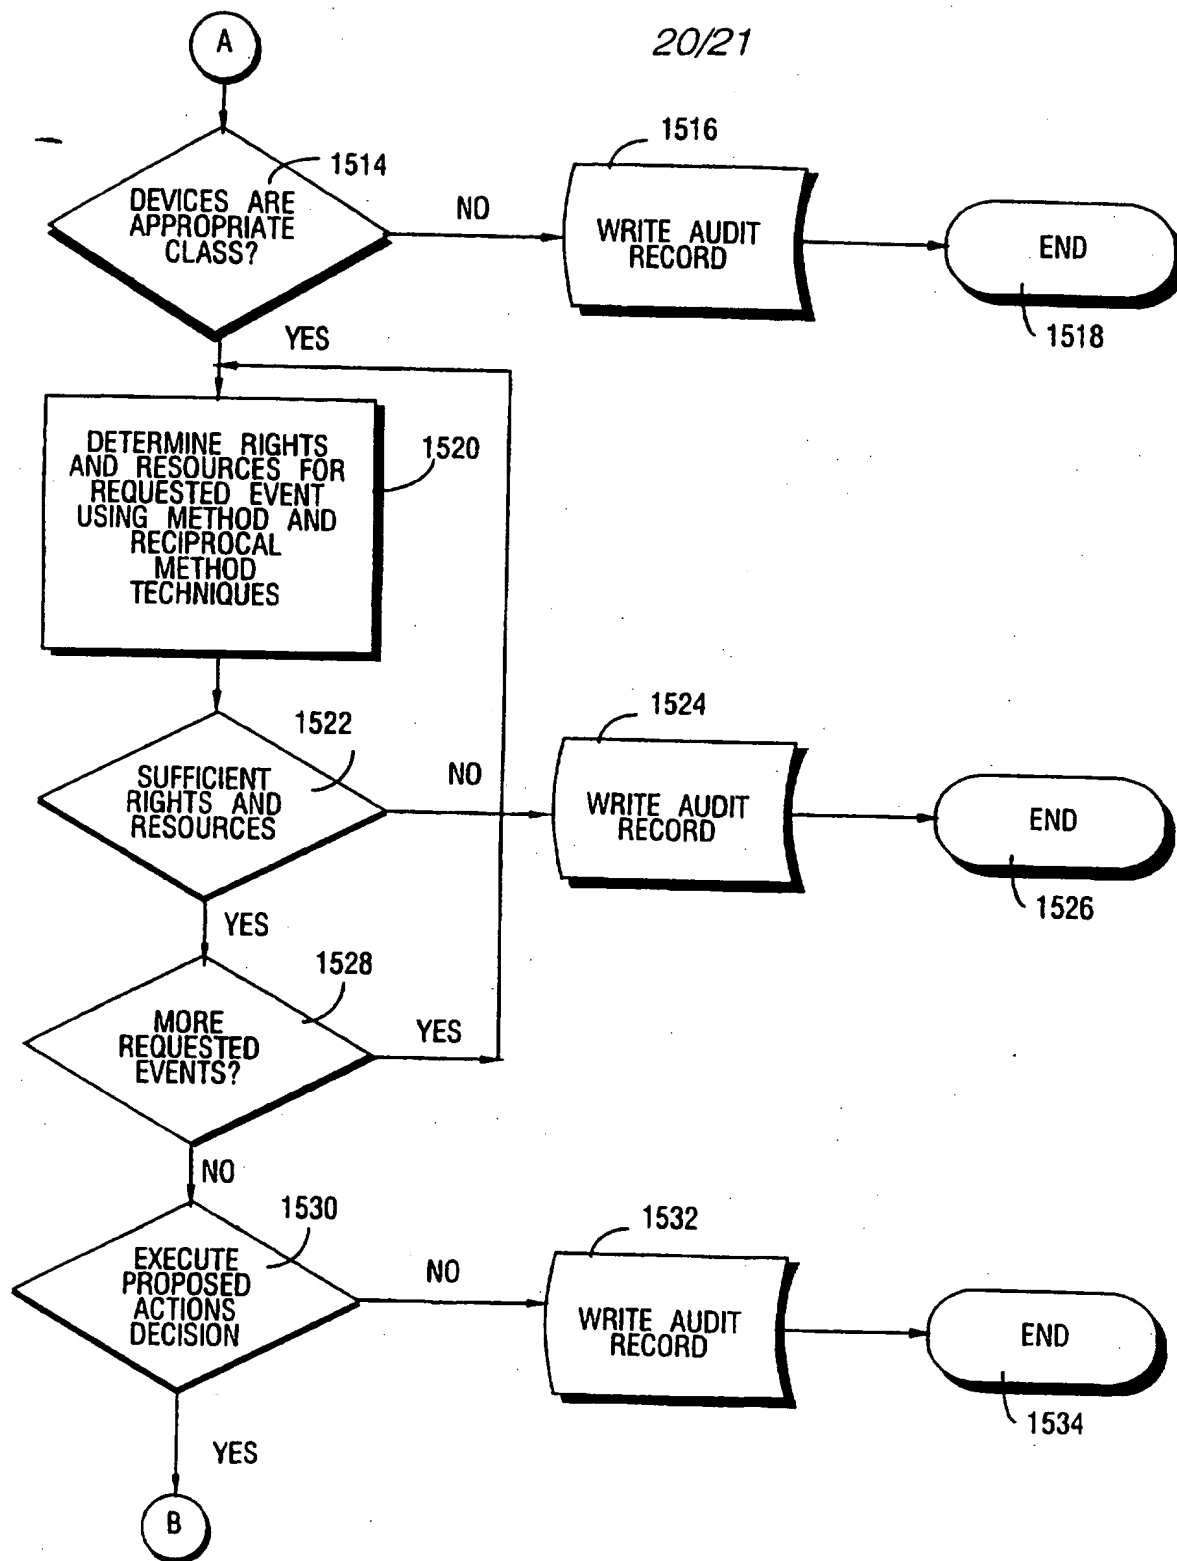 20/21
A
1514
DEVICES ARE
APPROPRIATE
CLASS?
NO
1516
WRITE AUDIT
RECORD
END
1518
YES
DETERMINE RIGHTS
AND RESOURCES FOR
REQUESTED EVENT
USING METHOD AND
RECIPROCAL
METHOD
TECHNIQUES
1520
1522
SUFFICIENT
RIGHTS AND
RESOURCES
NO
1524
WRITE AUDIT
RECORD
END
1526
YES
1528
MORE
REQUESTED
EVENTS?
YES
NO
1530
EXECUTE
PROPOSED
ACTIONS
DECISION
NO
1532
WRITE AUDIT
RECORD
END
1534
YES
B